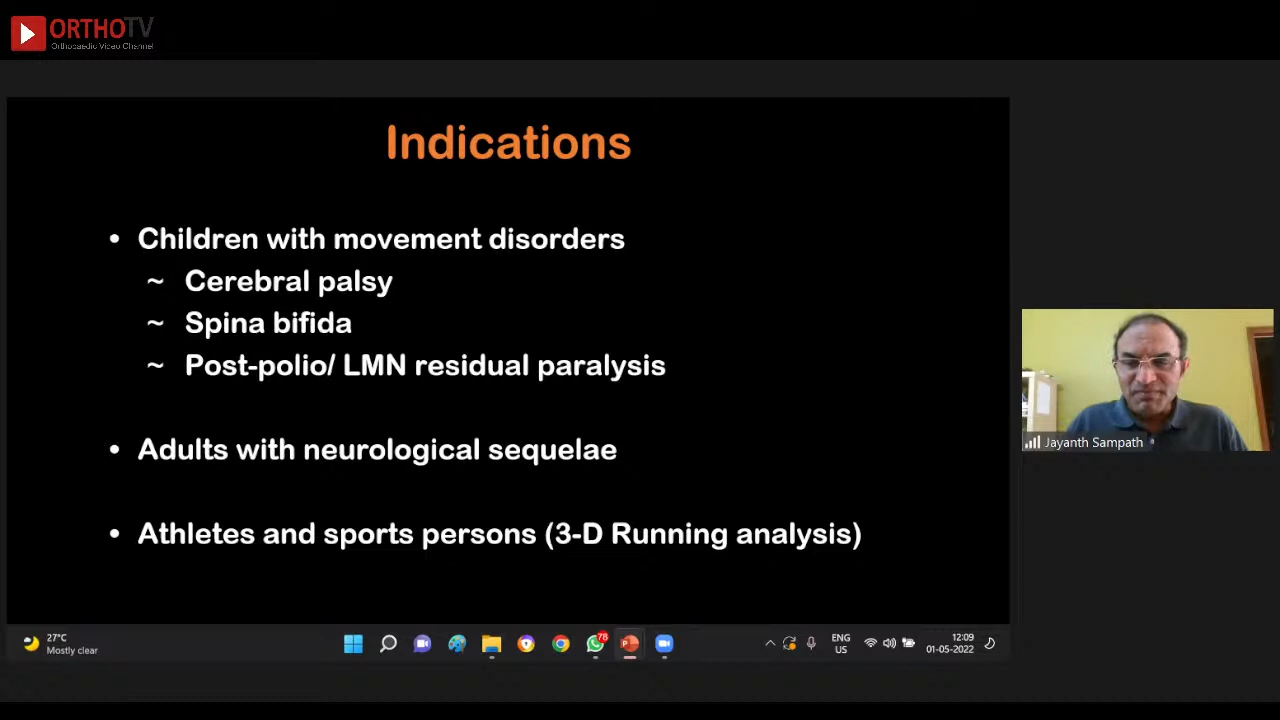 ORTHOTV
Orthopaedic Video Channel
Indications
• Children with movement disorders
~ Cerebral palsy
~ Spina bifida
~ Post-polio/ LMN residual paralysis
• Adults with neurological sequelae
• Athletes and sports persons (3-D Running analysis)
Jayanth Sampath
27°C
Mostly clear
78
ENG
US
12:09
01-05-2022